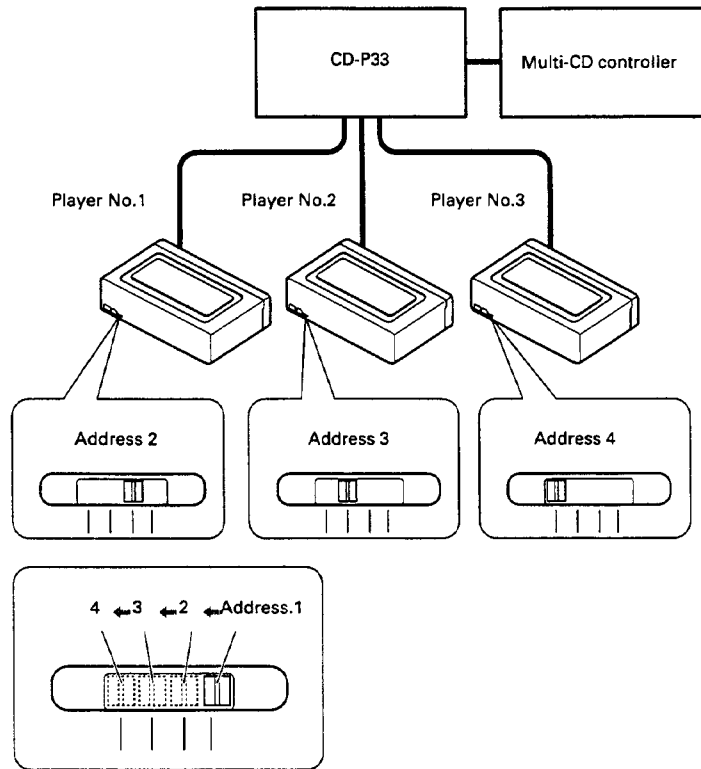 CD-P33
Multi-CD controller
Player No.1
Player No.2
Player No.3
Address 2
Address 3
Address 4
4 ⬅3 ⬅2 ⬅Address.1